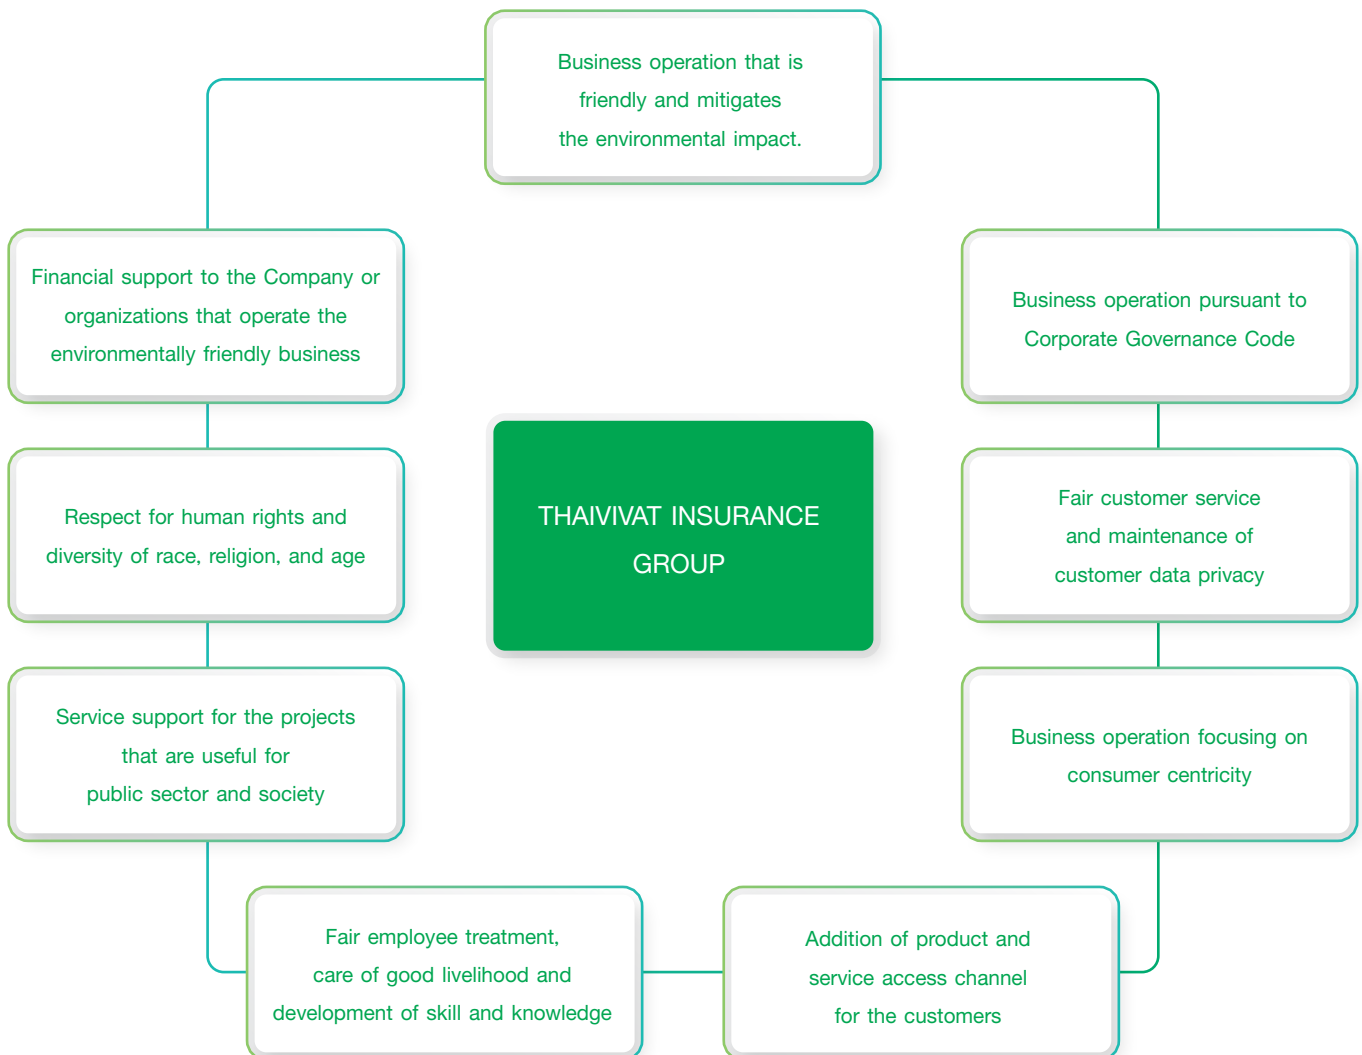 Business operation that is
friendly and mitigates
the environmental impact.
Financial support to the Company or
organizations that operate the
environmentally friendly business
Business operation pursuant to
Corporate Governance Code
Respect for human rights and
diversity of race, religion, and age
THAIVIVAT INSURANCE
GROUP
Fair customer service
and maintenance of
customer data privacy
Service support for the projects
that are useful for
public sector and society
Business operation focusing on
consumer centricity
Fair employee treatment,
care of good livelihood and
development of skill and knowledge
Addition of product and
service access channel
for the customers